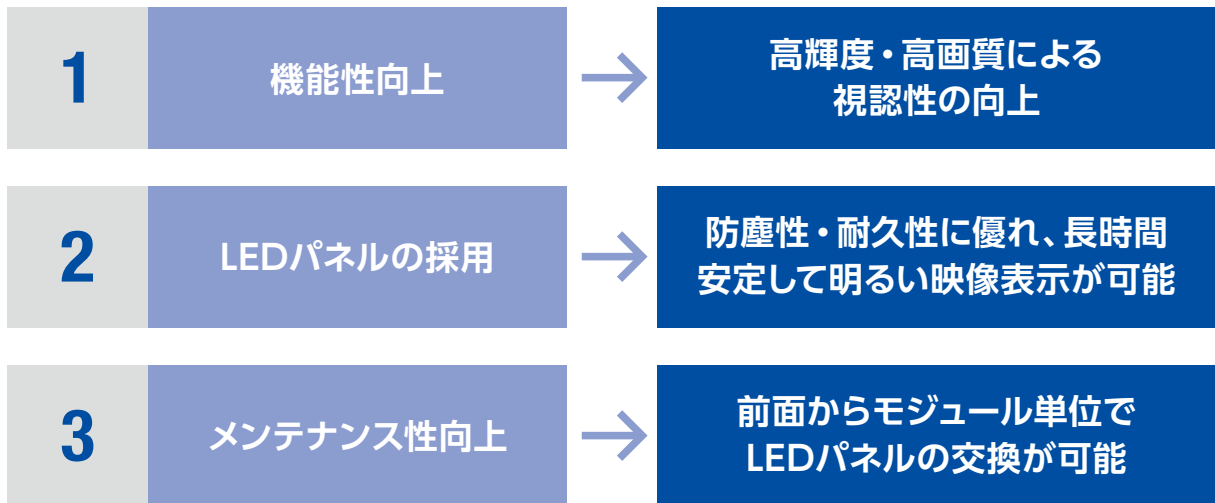 1
機能性向上
高輝度・高画質による
視認性の向上
2
LEDパネルの採用
防塵性・耐久性に優れ、長時間
安定して明るい映像表示が可能
3
メンテナンス性向上
前面からモジュール単位で
LEDパネルの交換が可能